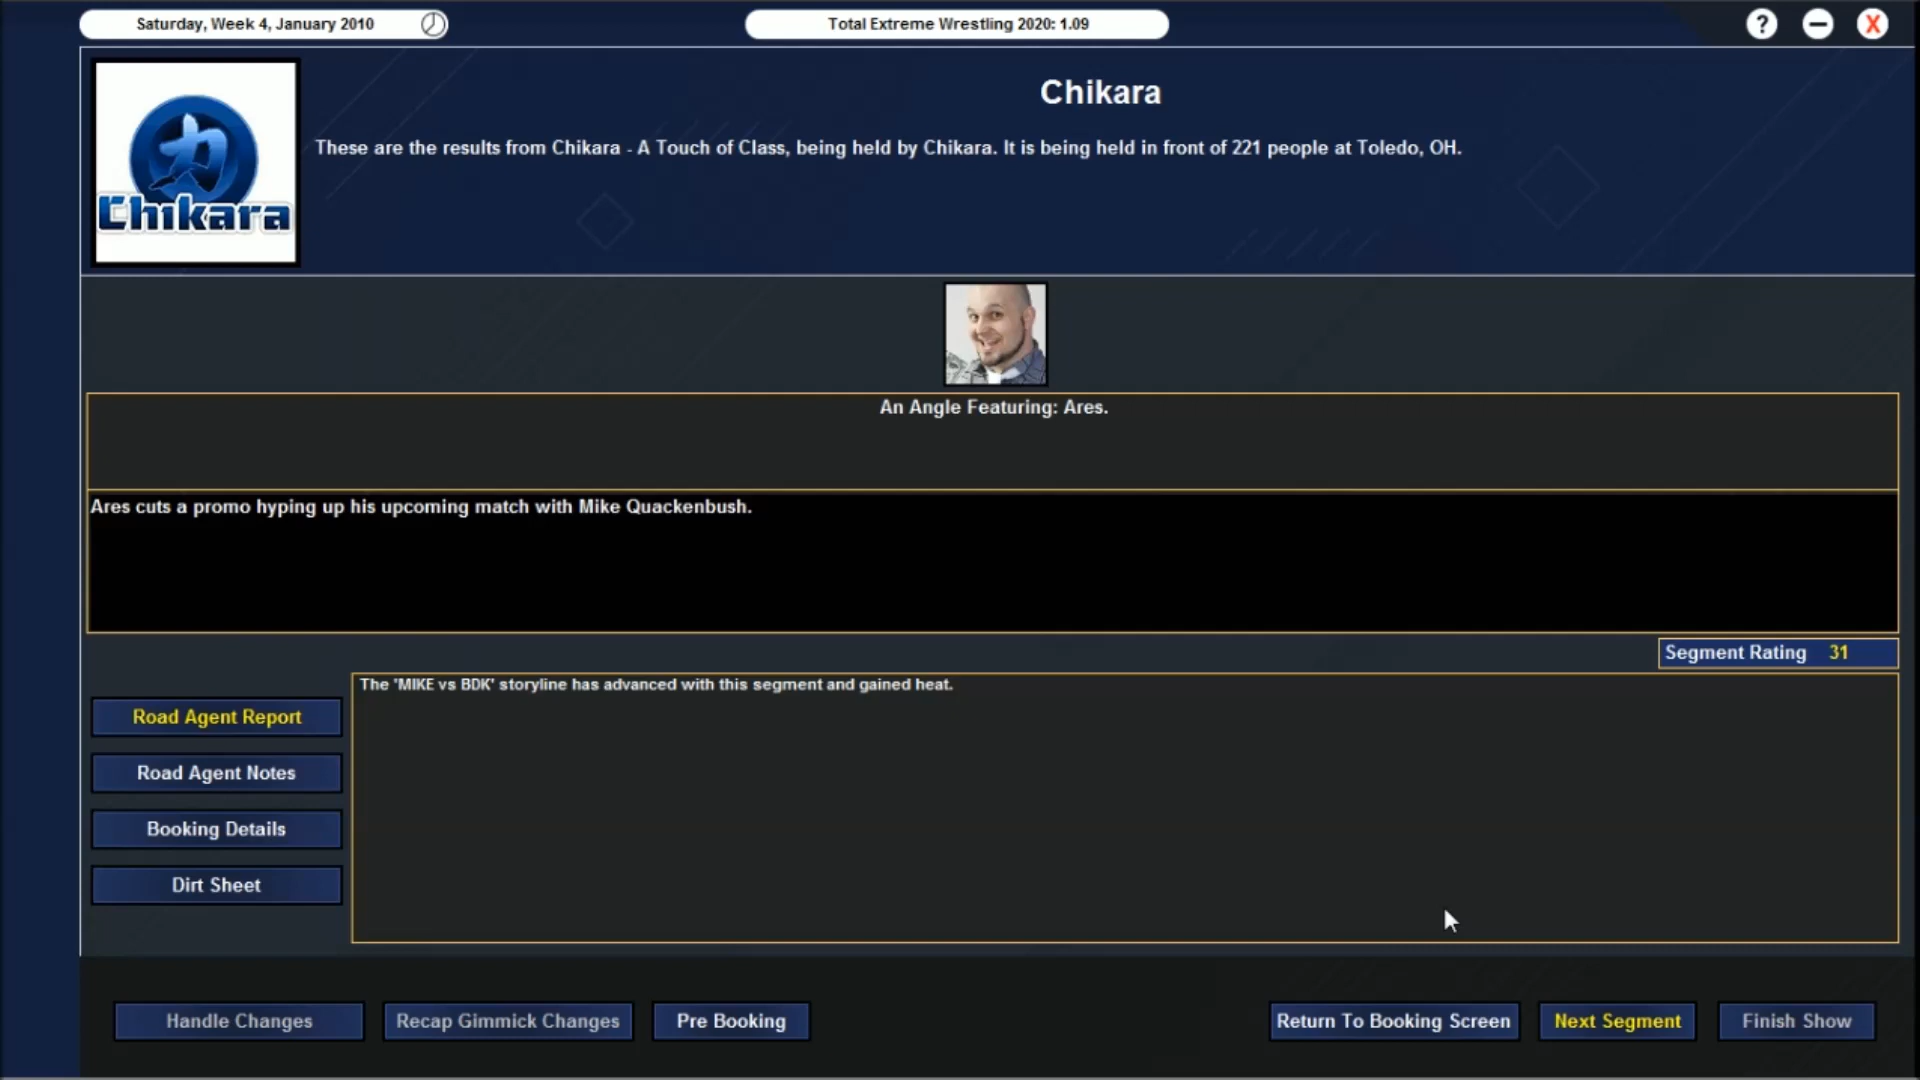 Saturday, Week 4, January 2010
Total Extreme Wrestling 2020: 1.09
?
X
力
Chikara
Chikara
These are the results from Chikara - A Touch of Class, being held by Chikara. It is being held in front of 221 people at Toledo, OH.
An Angle Featuring: Ares.
Ares cuts a promo hyping up his upcoming match with Mike Quackenbush.
Segment Rating 31
The 'MIKE vs BDK' storyline has advanced with this segment and gained heat.
Road Agent Report
Road Agent Notes
Booking Details
Dirt Sheet
Handle Changes
Recap Gimmick Changes
Pre Booking
Return To Booking Screen
Next Segment
Finish Show